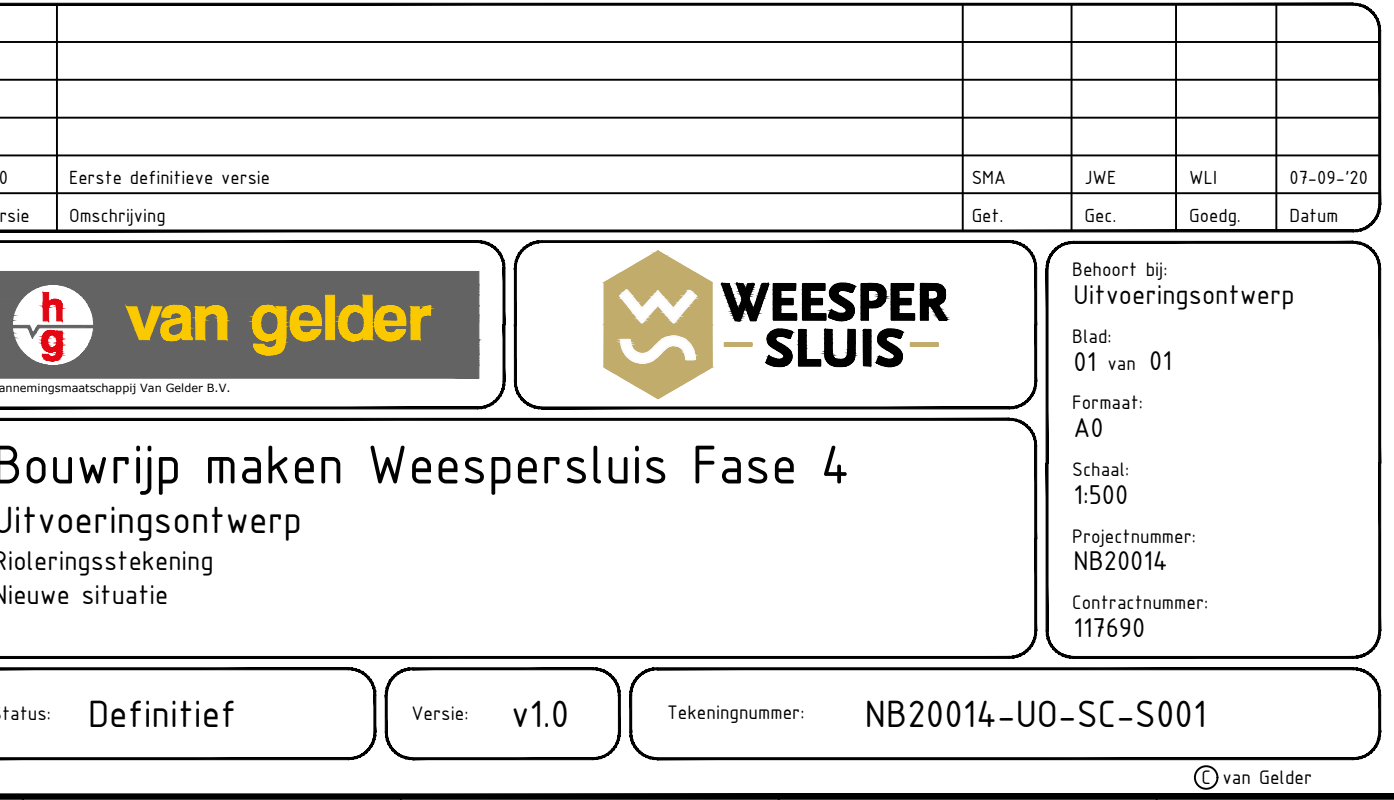 0 Eerste definitieve versie SMA JWE WLI 07-09-'20
rsie Omschrijving Get. Gec. Goedg. Datum
hg van gelder
annemingsmaatschappij Van Gelder B.V.
WS WEESPER
SLUIS
Behoort bij:
Uitvoeringsontwerp
Blad:
01 van 01
Formaat:
A0
Schaal:
1:500
Projectnummer:
NB20014
Contractnummer:
117690
Bouwrijp maken Weespersluis Fase 4
Uitvoeringsontwerp
Rioleringsstekening
Nieuwe situatie
Status: Definitief
Versie: v1.0
Tekeningnummer: NB20014-UO-SC-S001
© van Gelder